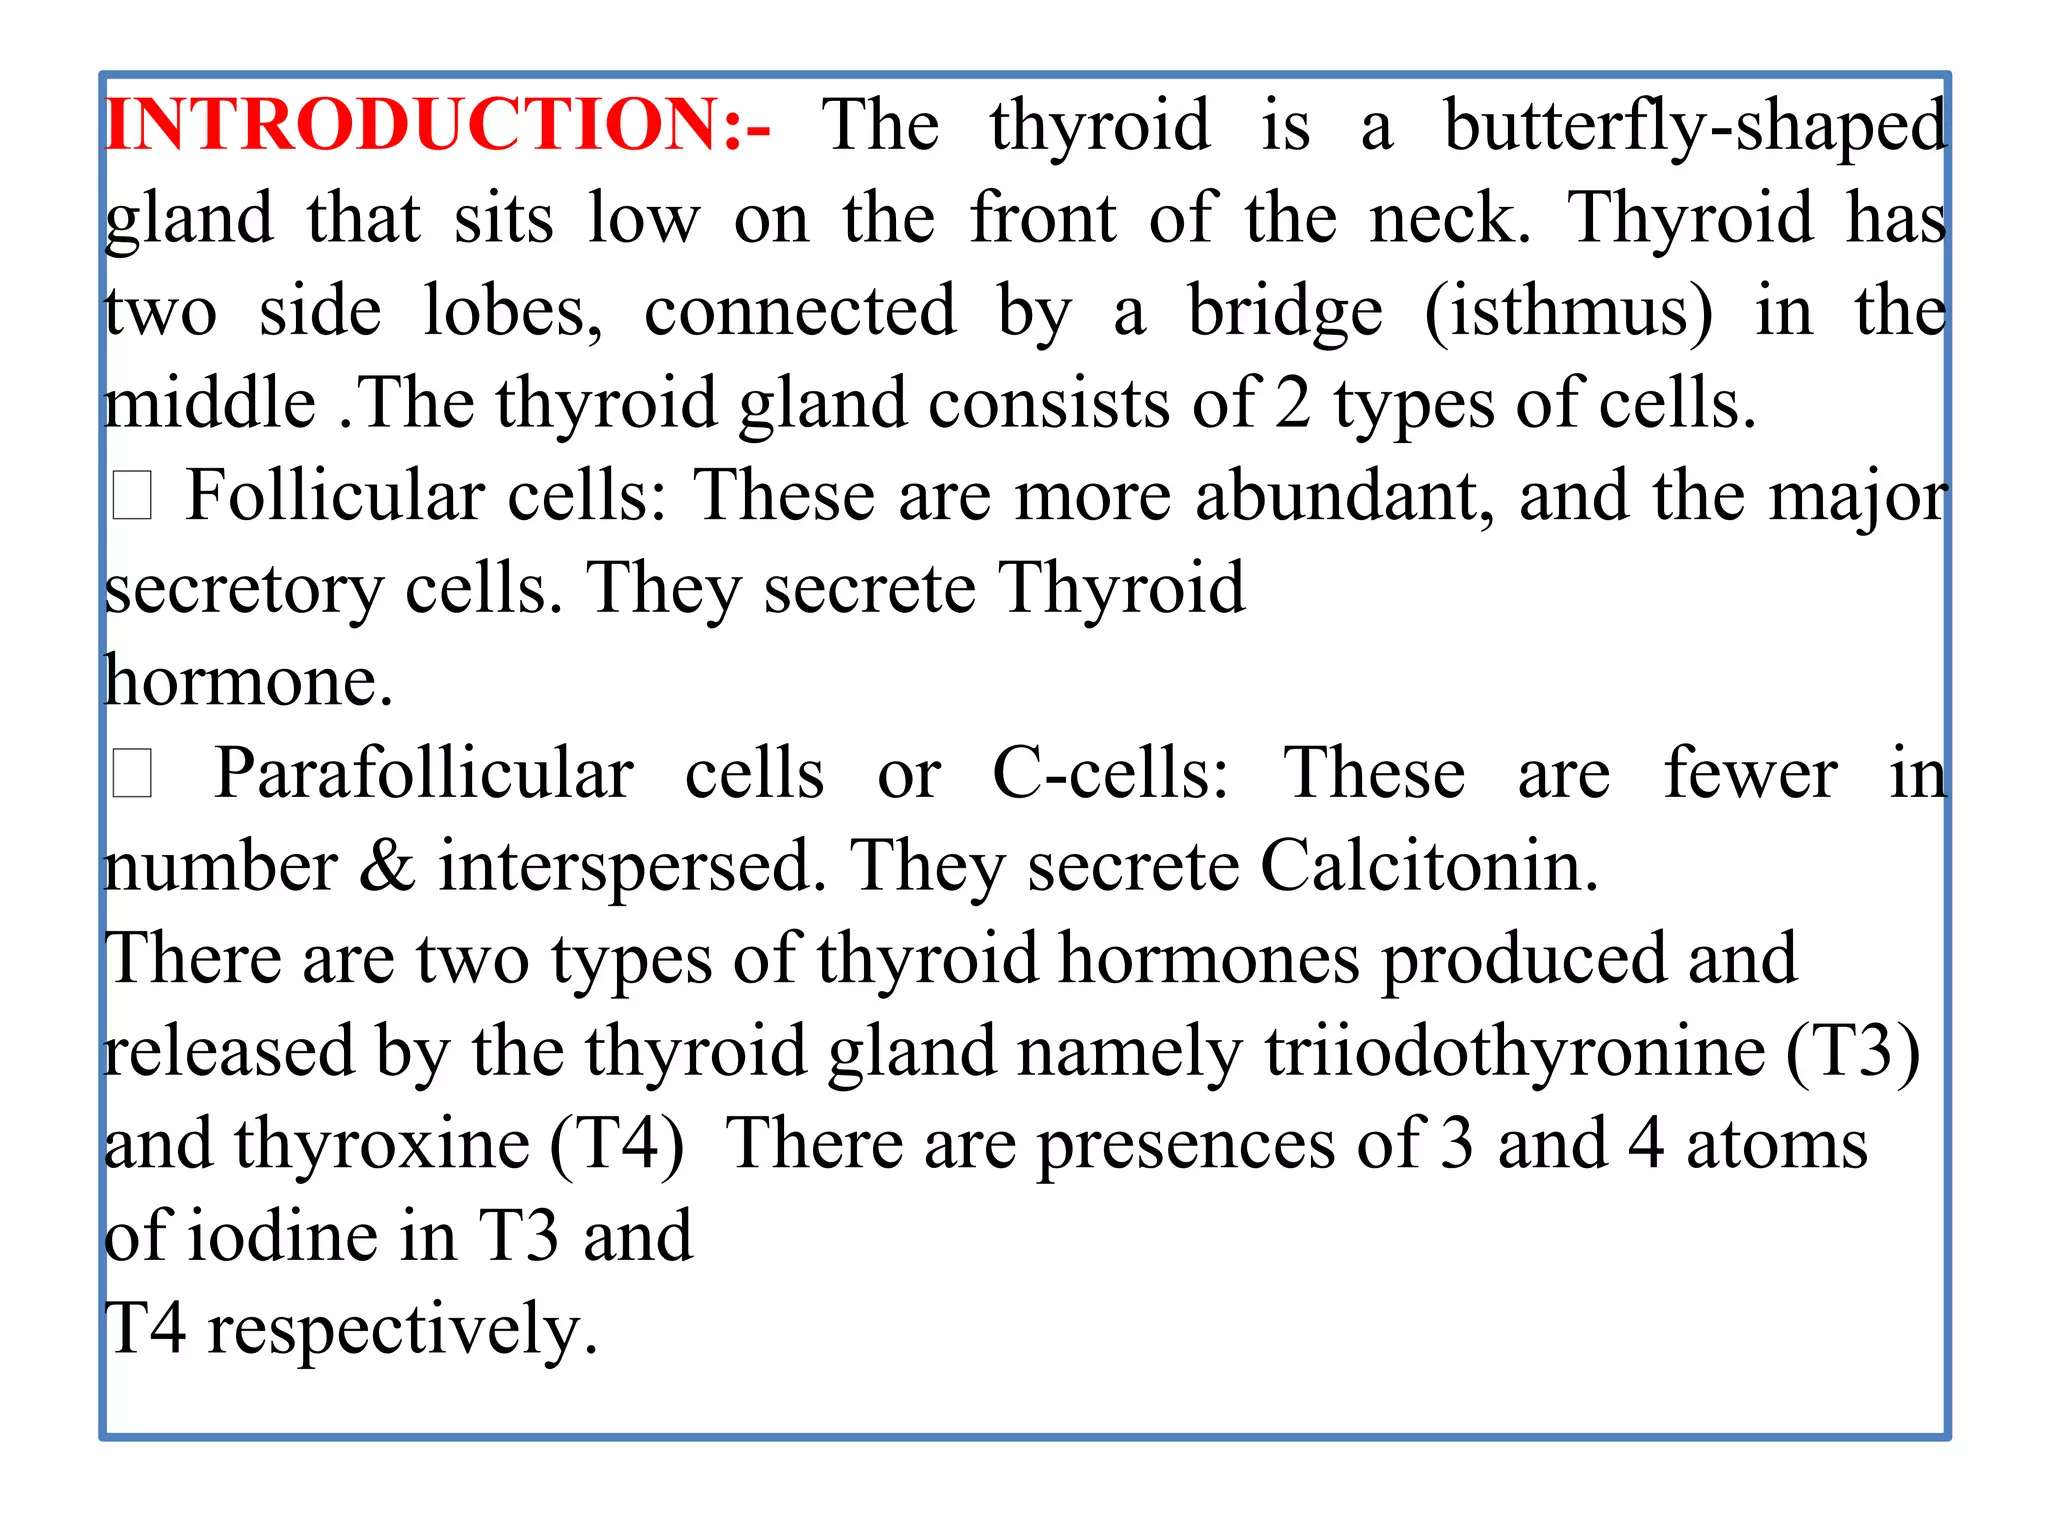 INTRODUCTION:- The thyroid is a butterfly-shaped
gland that sits low on the front of the neck. Thyroid has
two side lobes, connected by a bridge (isthmus) in the
middle .The thyroid gland consists of 2 types of cells.
Follicular cells: These are more abundant, and the major
secretory cells. They secrete Thyroid
hormone.
Parafollicular cells or C-cells: These are fewer in
number & interspersed. They secrete Calcitonin.
There are two types of thyroid hormones produced and
released by the thyroid gland namely triiodothyronine (T3)
and thyroxine (T4)  There are presences of 3 and 4 atoms
of iodine in T3 and
T4 respectively.